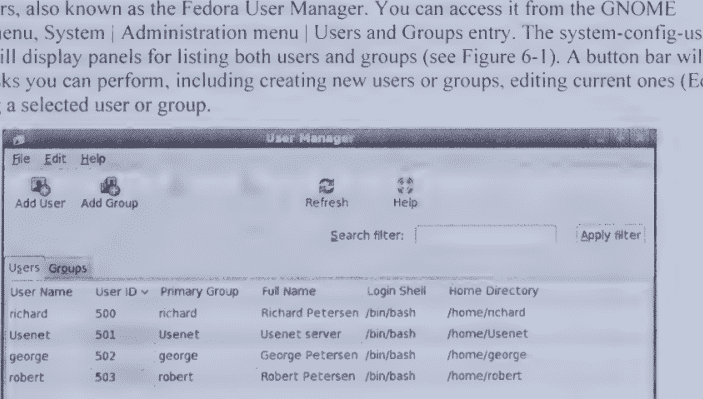 rs, also known as the Fedora User Manager. You can access it from the GNOME
enu, System | Administration menu | Users and Groups entry. The system-config-us
ill display panels for listing both users and groups (see Figure 6-1). A button bar wil
sks you can perform, including creating new users or groups, editing current ones (Ed
g a selected user or group.
User Manager
File Edit Help
Add User Add Group Refresh Help
Search filter: Apply filter
Users Groups
User Name User ID Primary Group Full Name Login Shell Home Directory
richard 500 richard Richard Petersen /bin/bash /home/richard
Usenet 501 Usenet Usenet server /bin/bash /home/Usenet
george 502 george George Petersen /bin/bash /home/george
robert 503 robert Robert Petersen /bin/bash /home/robert